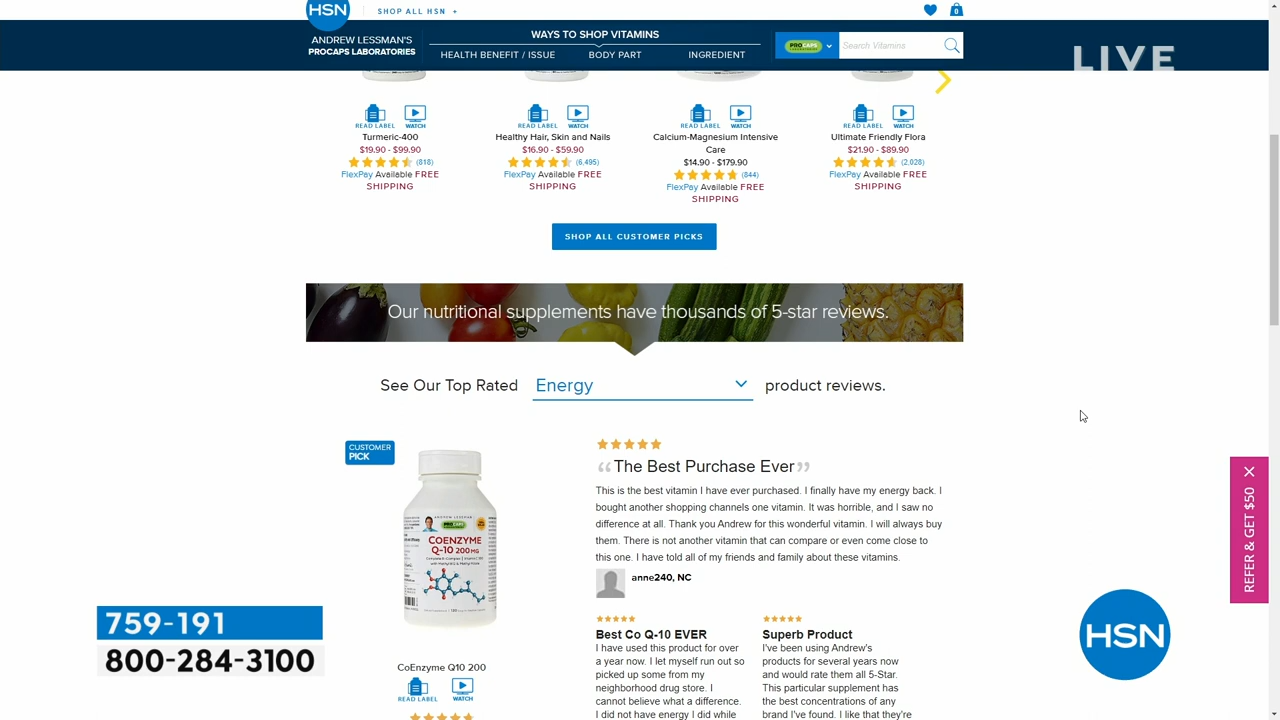 HSN
SHOP ALL HSN +
0
ANDREW LESSMAN'S
PROCAPS LABORATORIES
WAYS TO SHOP VITAMINS
HEALTH BENEFIT / ISSUE
BODY PART
INGREDIENT
PROCAPS
Search Vitamins
LIVE
READ LABEL
WATCH
READ LABEL
WATCH
READ LABEL
WATCH
READ LABEL
WATCH
Turmeric-400
$19.90 - $99.90
(818)
FlexPay Available FREE
SHIPPING
Healthy Hair, Skin and Nails
$16.90 - $59.90
(6,495)
FlexPay Available FREE
SHIPPING
Calcium-Magnesium Intensive
Care
$14.90 - $179.90
(844)
FlexPay Available FREE
SHIPPING
Ultimate Friendly Flora
$21.90 - $89.90
(2,028)
FlexPay Available FREE
SHIPPING
SHOP ALL CUSTOMER PICKS
Our nutritional supplements have thousands of 5-star reviews.
See Our Top Rated Energy product reviews.
CUSTOMER
PICK
ANDREW LESSMAN
PROCAPS
COENZYME
Q-10 200 MG
“The Best Purchase Ever”
This is the best vitamin I have ever purchased. I finally have my energy back. I
bought another shopping channels one vitamin. It was horrible, and I saw no
difference at all. Thank you Andrew for this wonderful vitamin. I will always buy
them. There is not another vitamin that can compare or even come close to
this one. I have told all of my friends and family about these vitamins.
anne240, NC
REFER & GET $50
759-191
800-284-3100
HSN
CoEnzyme Q10 200
READ LABEL
WATCH
Best Co Q-10 EVER
I have used this product for over
a year now. I let myself run out so
picked up some from my
neighborhood drug store. I
cannot believe what a difference.
I did not have energy I did while
Superb Product
I've been using Andrew's
products for several years now
and would rate them all 5-Star.
This particular supplement has
the best concentrations of any
brand I've found. I like that they're